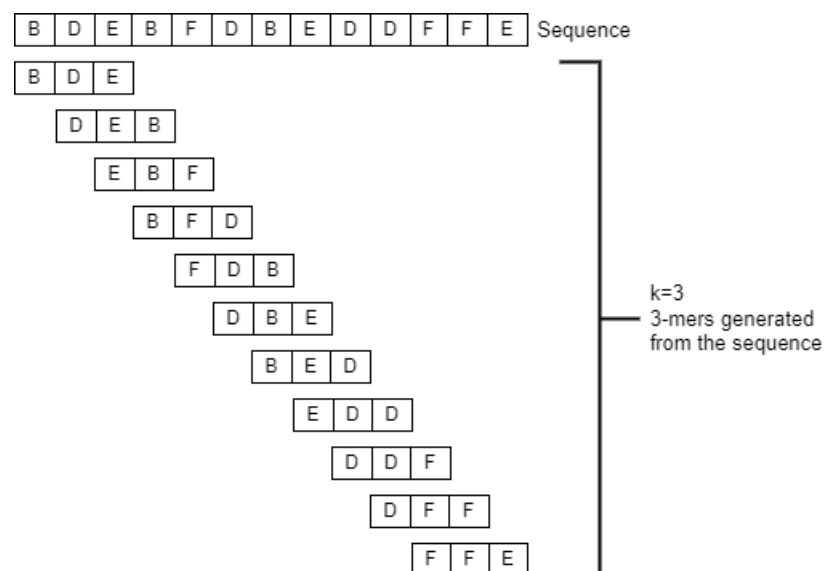 B D E B F D B E D D F F E Sequence
B D E
D E B
E B F
B F D
F D B
D B E
B E D
E D D
D D F
D F F
F F E
k=3
3-mers generated
from the sequence